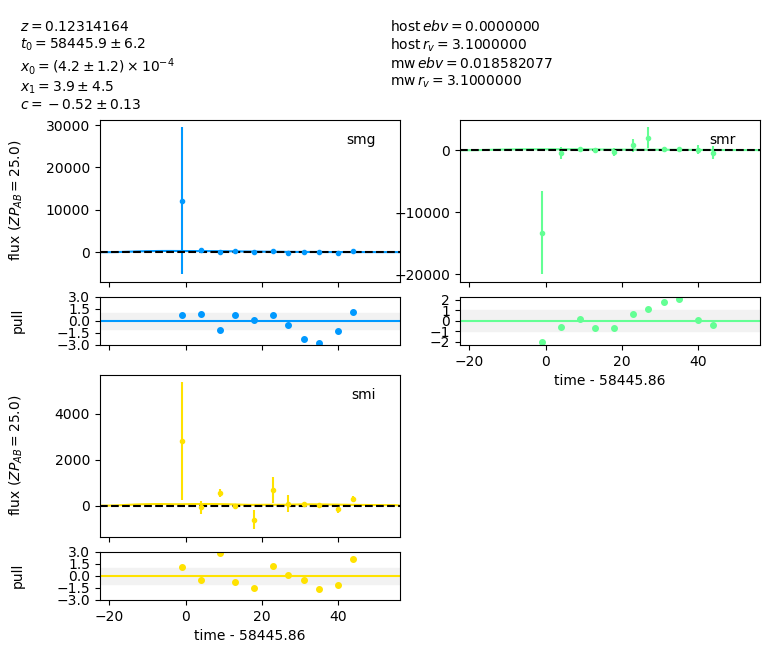 z = 0.12314164
t₀ = 58445.9 ± 6.2
x₀ = (4.2 ± 1.2) × 10⁻⁴
x₁ = 3.9 ± 4.5
c = −0.52 ± 0.13
host ebv = 0.0000000
host r_v = 3.1000000
mw ebv = 0.018582077
mw r_v = 3.1000000
smg
flux (ZP_AB = 25.0)
30000
20000
10000
0
smr
0
−10000
−20000
pull
3.0
1.5
0.0
−1.5
−3.0
2
1
0
−1
−2
−20
0
20
40
time - 58445.86
smi
flux (ZP_AB = 25.0)
4000
2000
0
pull
3.0
1.5
0.0
−1.5
−3.0
−20
0
20
40
time - 58445.86